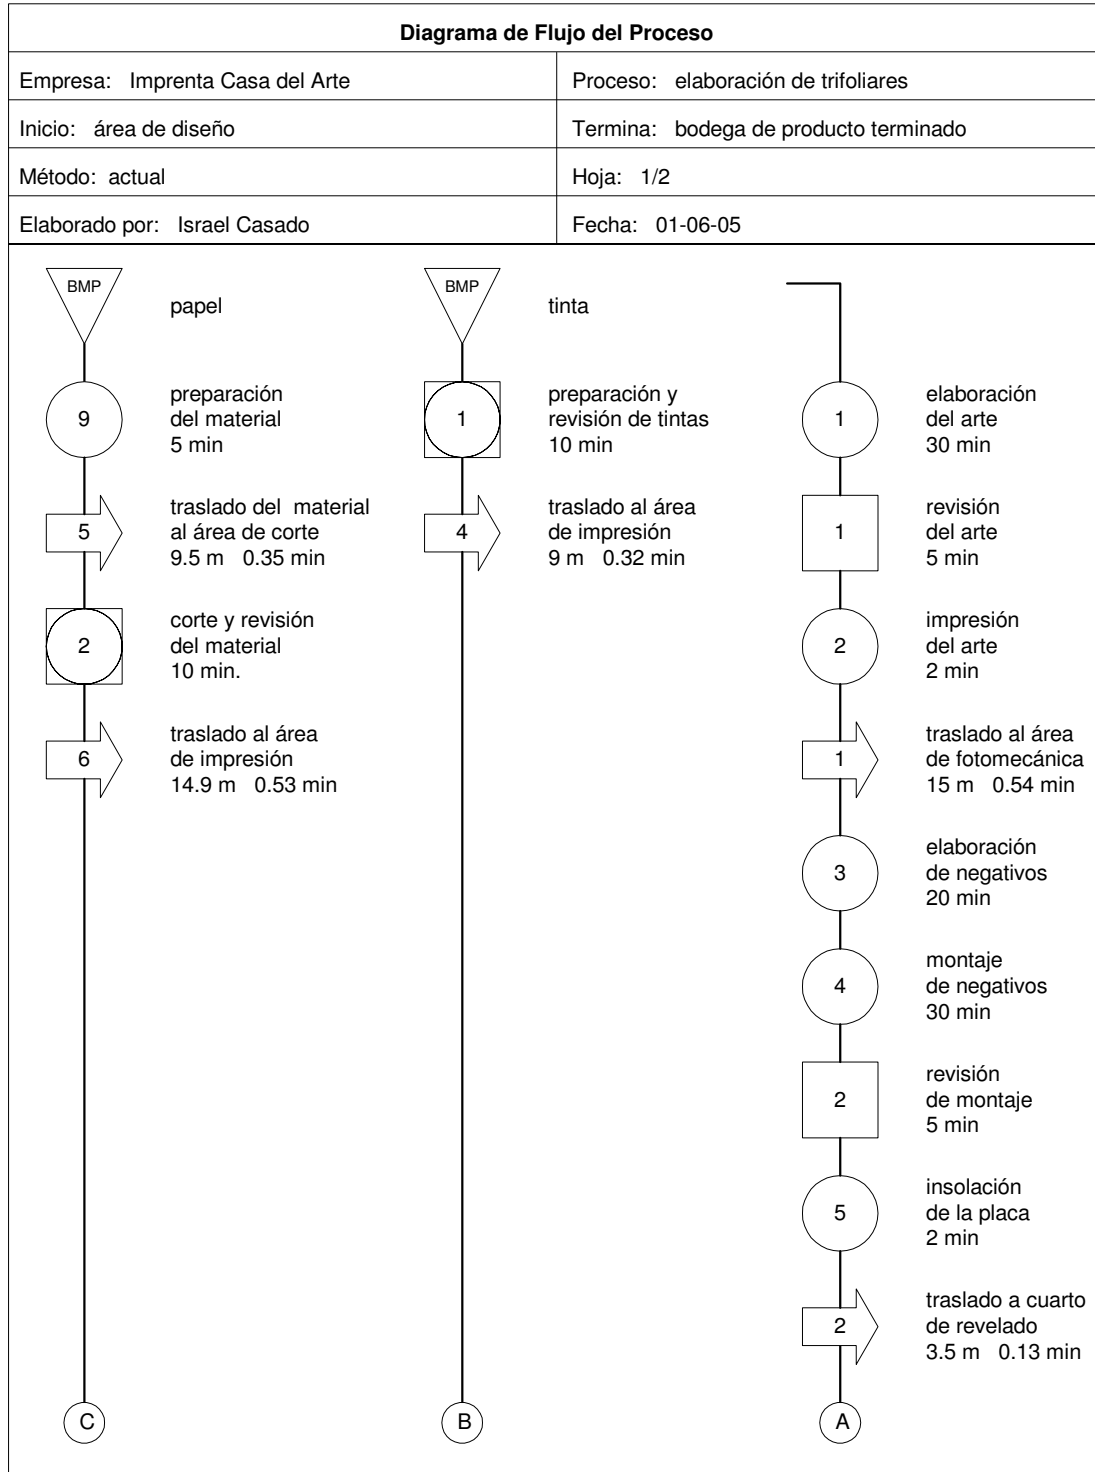 Diagrama de Flujo del Proceso
Empresa: Imprenta Casa del Arte
Proceso: elaboración de trifoliares
Inicio: área de diseño
Termina: bodega de producto terminado
Método: actual
Hoja: 1/2
Elaborado por: Israel Casado
Fecha: 01-06-05
BMP
papel
9
preparación
del material
5 min
5
traslado del material
al área de corte
9.5 m 0.35 min
2
corte y revisión
del material
10 min.
6
traslado al área
de impresión
14.9 m 0.53 min
C
BMP
tinta
1
preparación y
revisión de tintas
10 min
4
traslado al área
de impresión
9 m 0.32 min
B
1
elaboración
del arte
30 min
1
revisión
del arte
5 min
2
impresión
del arte
2 min
1
traslado al área
de fotomecánica
15 m 0.54 min
3
elaboración
de negativos
20 min
4
montaje
de negativos
30 min
2
revisión
de montaje
5 min
5
insolación
de la placa
2 min
2
traslado a cuarto
de revelado
3.5 m 0.13 min
A